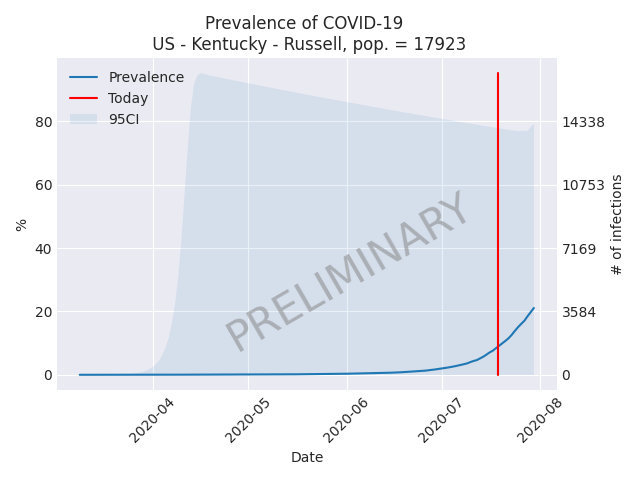 Prevalence of COVID-19
US - Kentucky - Russell, pop. = 17923
Prevalence
Today
95CI
80
60
40
20
0
%
14338
10753
7169
3584
0
# of infections
PRELIMINARY
2020-04
2020-05
2020-06
2020-07
2020-08
Date